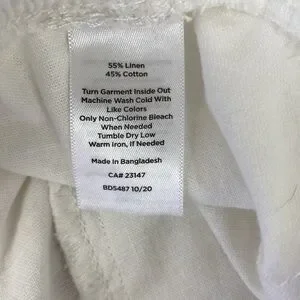 55% Linen
45% Cotton
Turn Garment Inside Out
Machine Wash Cold With
Like Colors
Only Non-Chlorine Bleach
When Needed
Tumble Dry Low
Warm Iron, If Needed
Made In Bangladesh
CA# 23147
BD5487 10/20